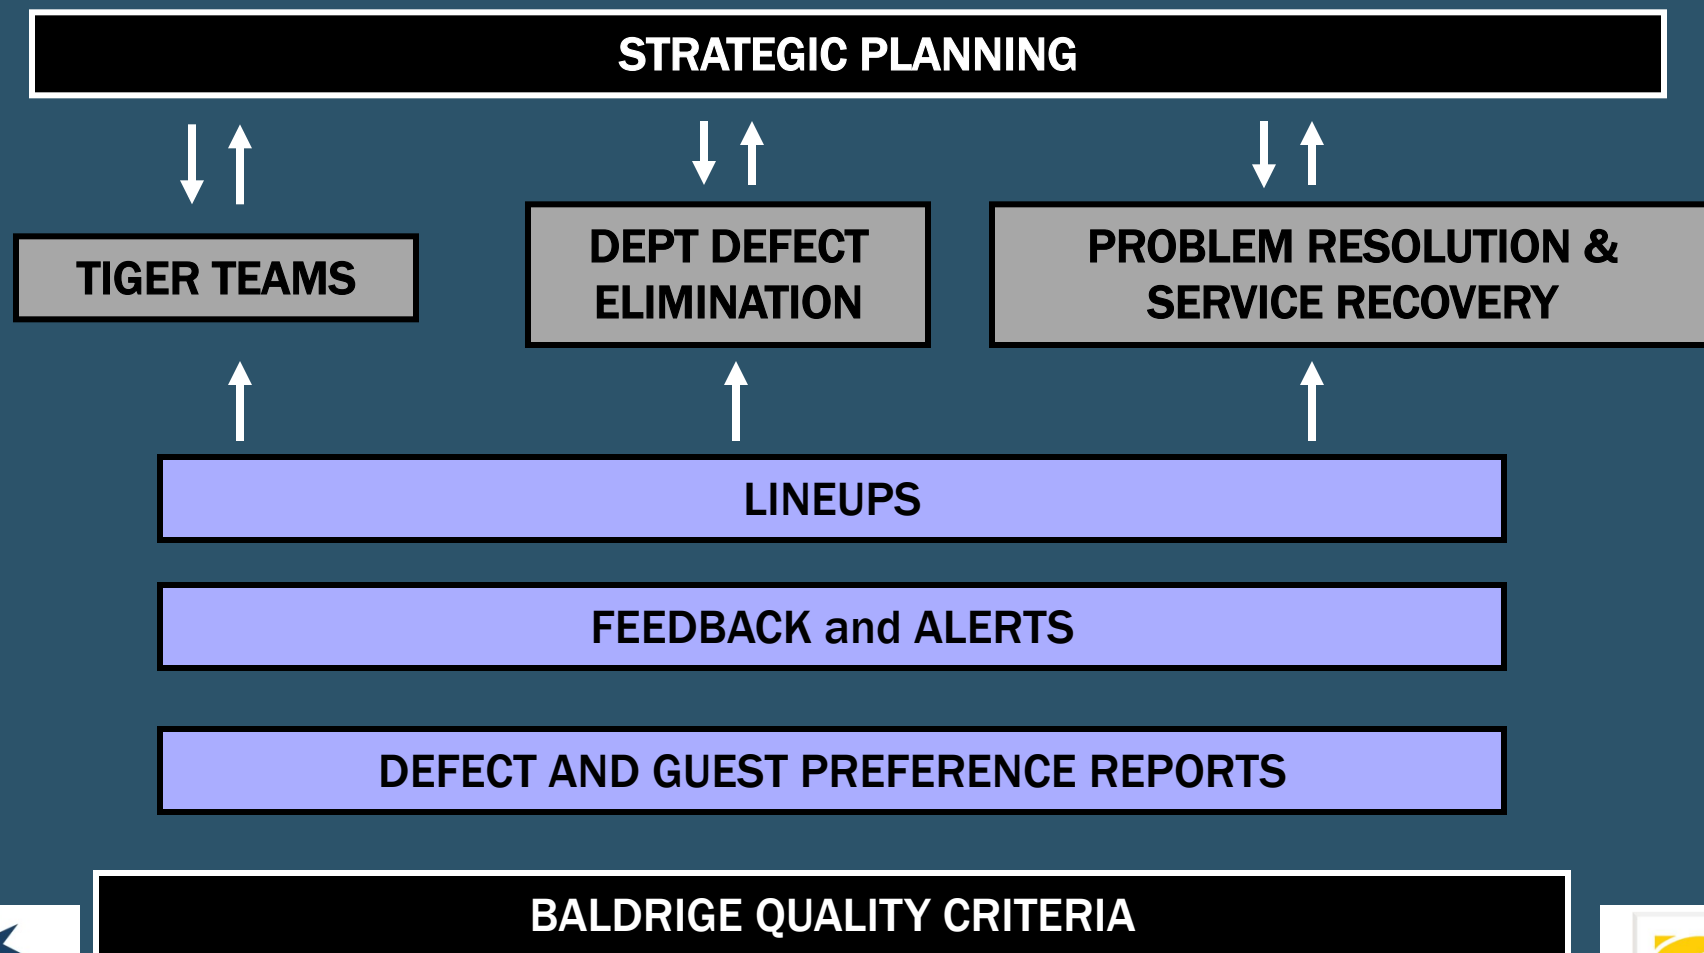 STRATEGIC PLANNING
TIGER TEAMS
DEPT DEFECT
ELIMINATION
PROBLEM RESOLUTION &
SERVICE RECOVERY
LINEUPS
FEEDBACK and ALERTS
DEFECT AND GUEST PREFERENCE REPORTS
BALDRIGE QUALITY CRITERIA